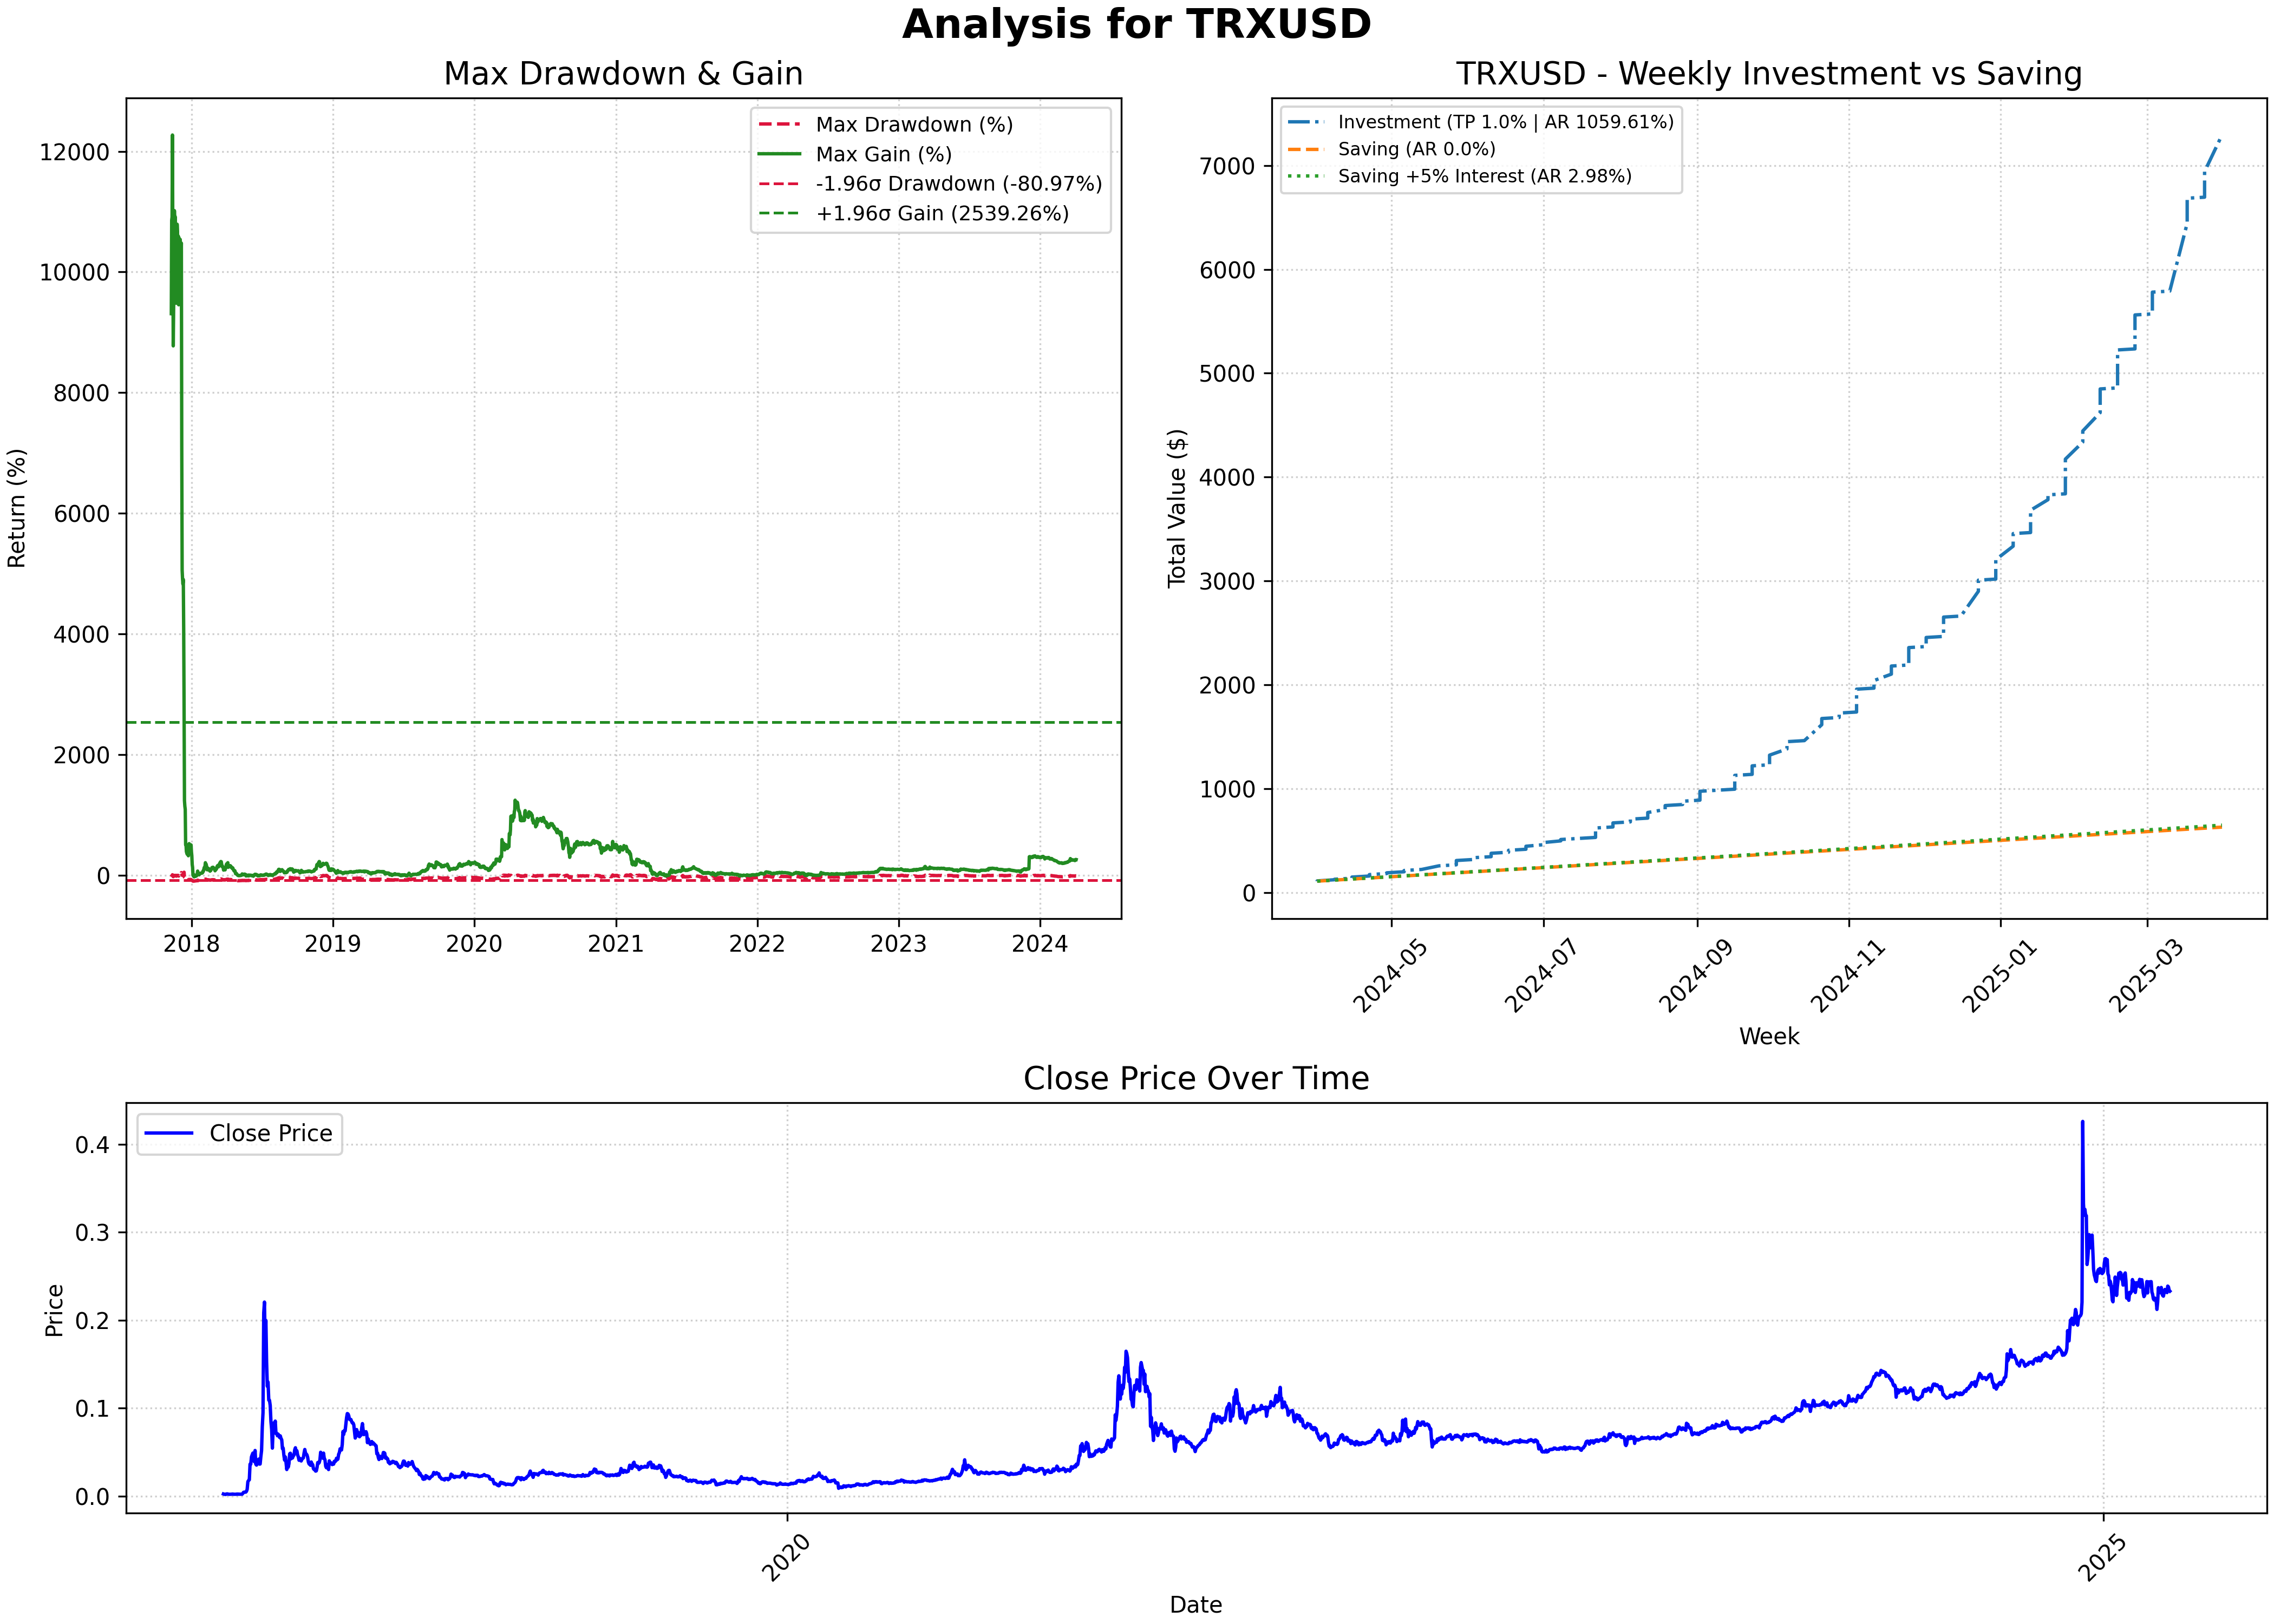 Analysis for TRXUSD
Max Drawdown & Gain
Return (%)
12000
10000
8000
6000
4000
2000
0
Max Drawdown (%)
Max Gain (%)
-1.96σ Drawdown (-80.97%)
+1.96σ Gain (2539.26%)
2018 2019 2020 2021 2022 2023 2024
TRXUSD - Weekly Investment vs Saving
Total Value ($)
7000
6000
5000
4000
3000
2000
1000
0
Investment (TP 1.0% | AR 1059.61%)
Saving (AR 0.0%)
Saving +5% Interest (AR 2.98%)
2024-05 2024-07 2024-09 2024-11 2025-01 2025-03
Week
Close Price Over Time
Price
0.4
0.3
0.2
0.1
0.0
Close Price
2020 2025
Date